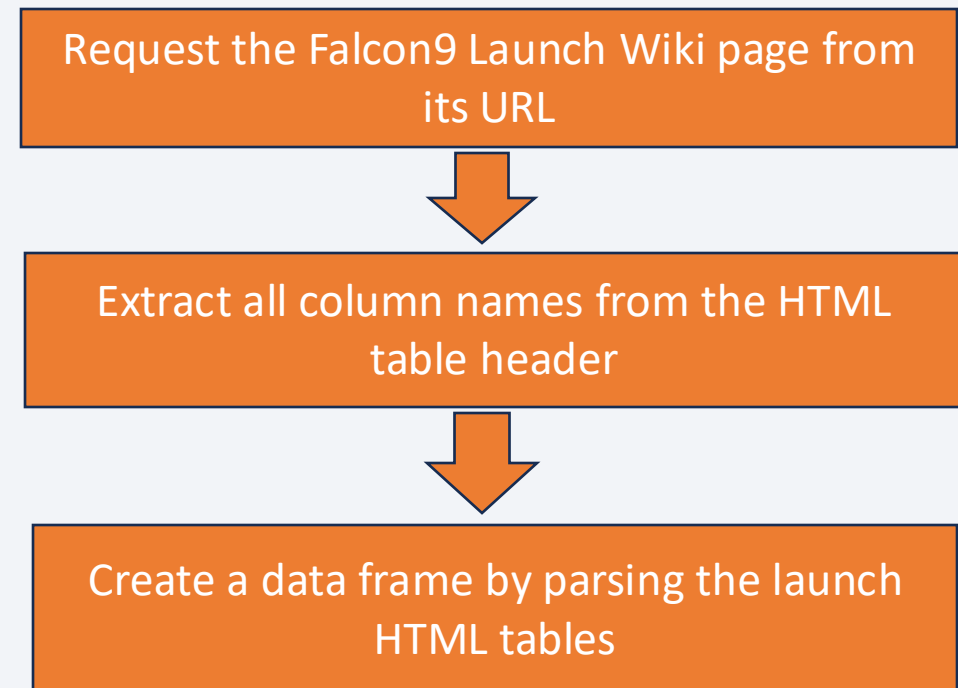 Request the Falcon9 Launch Wiki page from
its URL
Extract all column names from the HTML
table header
Create a data frame by parsing the launch
HTML tables